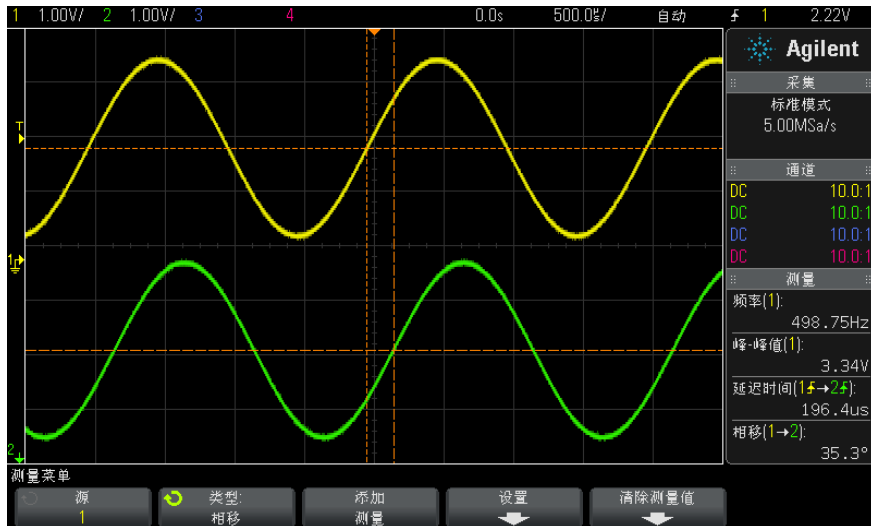 1 1.00V/ 2 1.00V/ 3 4 0.0s 500.0µs/ 自动 1 2.22V
Agilent
采集
标准模式
5.00MSa/s
通道
DC 10.0:1
DC 10.0:1
DC 10.0:1
DC 10.0:1
测量
频率(1):
498.75Hz
峰-峰值(1):
3.34V
延迟时间(1→2):
196.4us
相移(1→2):
35.3°
T
1
2
测量菜单
源
1
类型:
相移
添加
测量
设置
清除测量值